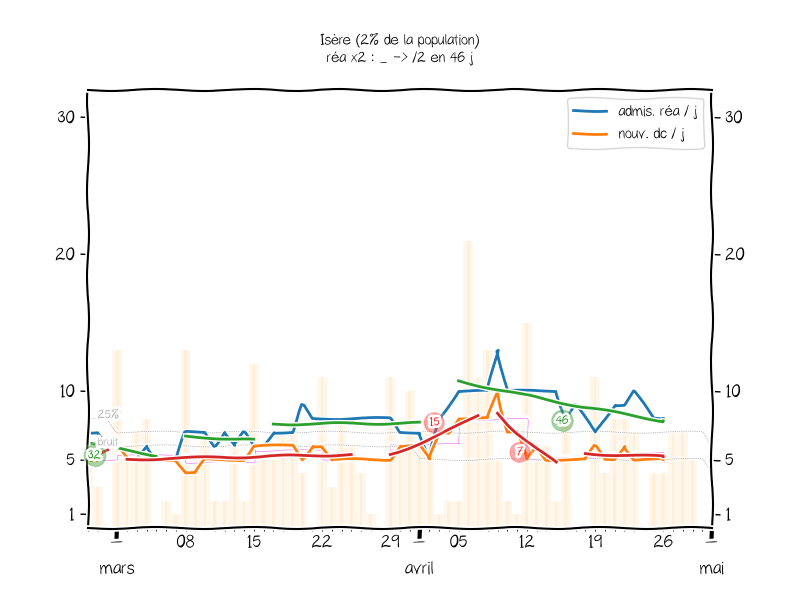 Isère (2% de la population)
réa x2 : _ -> /2 en 46 j
admis. réa / j
nouv. dc / j
30
30
20
20
10
10
25%
bruit
32
15
46
7
5
5
1
1
08
15
22
29
05
12
19
26
mars
avril
mai